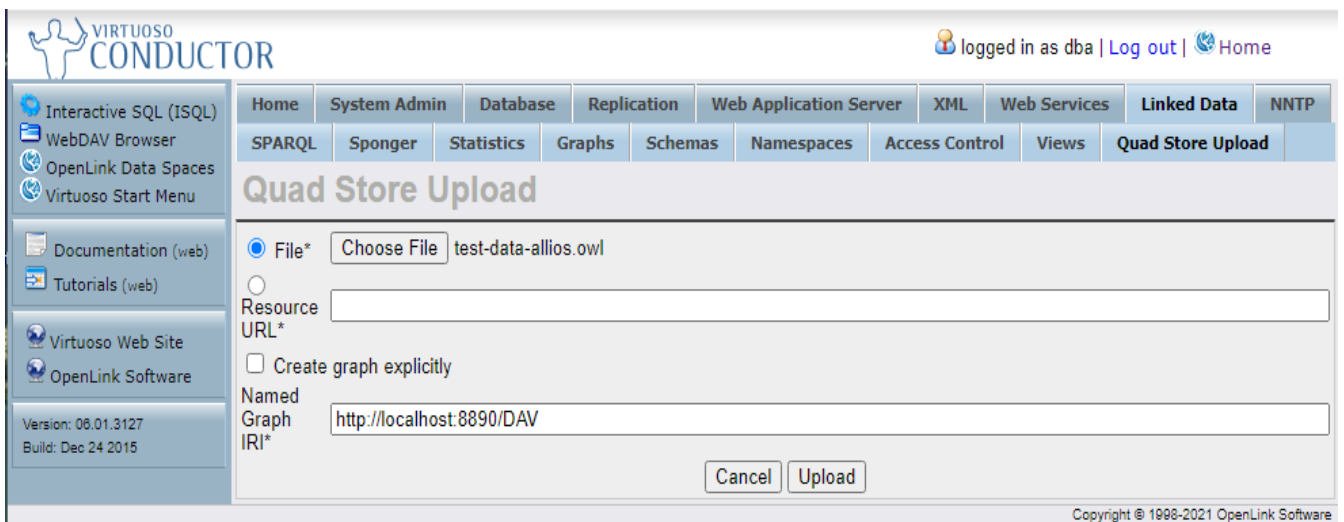 VIRTUOSO
CONDUCTOR
logged in as dba | Log out | Home
Interactive SQL (ISQL)
WebDAV Browser
OpenLink Data Spaces
Virtuoso Start Menu
Documentation (web)
Tutorials (web)
Virtuoso Web Site
OpenLink Software
Version: 06.01.3127
Build: Dec 24 2015
Home System Admin Database Replication Web Application Server XML Web Services Linked Data NNTP
SPARQL Sponger Statistics Graphs Schemas Namespaces Access Control Views Quad Store Upload
Quad Store Upload
File* Choose File test-data-allios.owl
Resource
URL*
Create graph explicitly
Named
Graph http://localhost:8890/DAV
IRI*
Cancel Upload
Copyright © 1998-2021 OpenLink Software